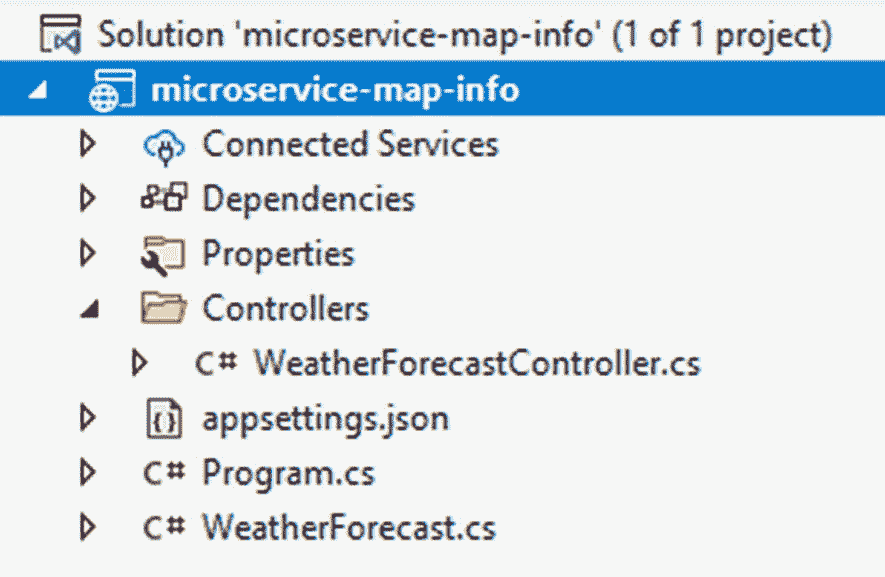 Solution 'microservice-map-info' (1 of 1 project)
microservice-map-info
Connected Services
Dependencies
Properties
Controllers
C# WeatherForecastController.cs
appsettings.json
C# Program.cs
C# WeatherForecast.cs